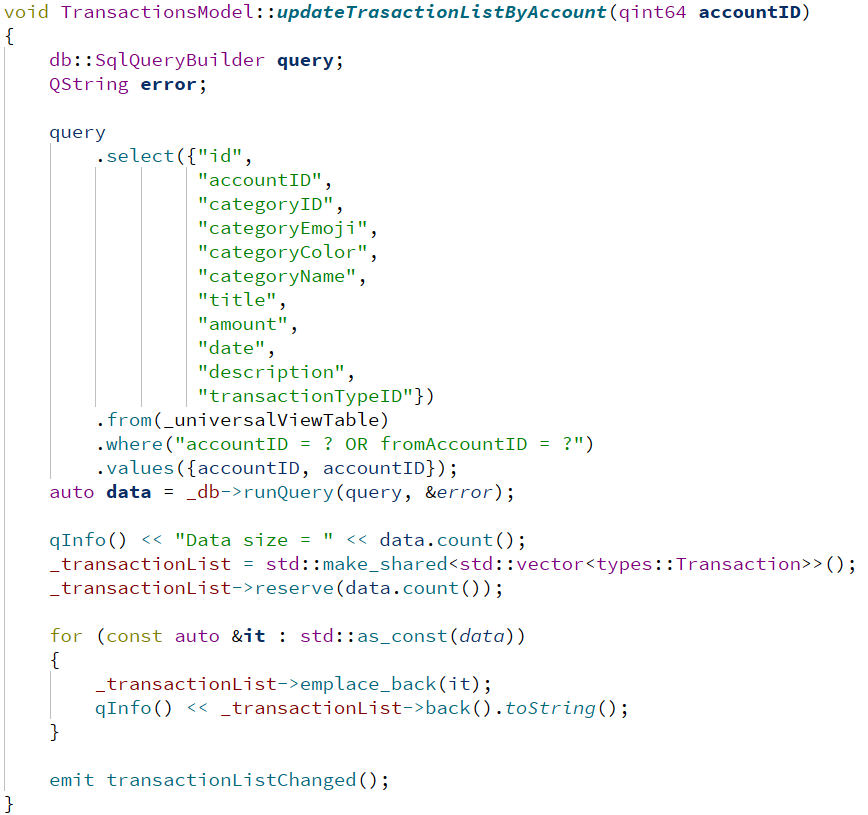 void TransactionsModel::updateTrasactionListByAccount(qint64 accountID)
{
    db::SqlQueryBuilder query;
    QString error;

    query
        .select({"id",
                 "accountID",
                 "categoryID",
                 "categoryEmoji",
                 "categoryColor",
                 "categoryName",
                 "title",
                 "amount",
                 "date",
                 "description",
                 "transactionTypeID"})
        .from(_universalViewTable)
        .where("accountID = ? OR fromAccountID = ?")
        .values({accountID, accountID});
    auto data = _db->runQuery(query, &error);

    qInfo() << "Data size = " << data.count();
    _transactionList = std::make_shared<std::vector<types::Transaction>>();
    _transactionList->reserve(data.count());

    for (const auto &it : std::as_const(data))
    {
        _transactionList->emplace_back(it);
        qInfo() << _transactionList->back().toString();
    }

    emit transactionListChanged();
}